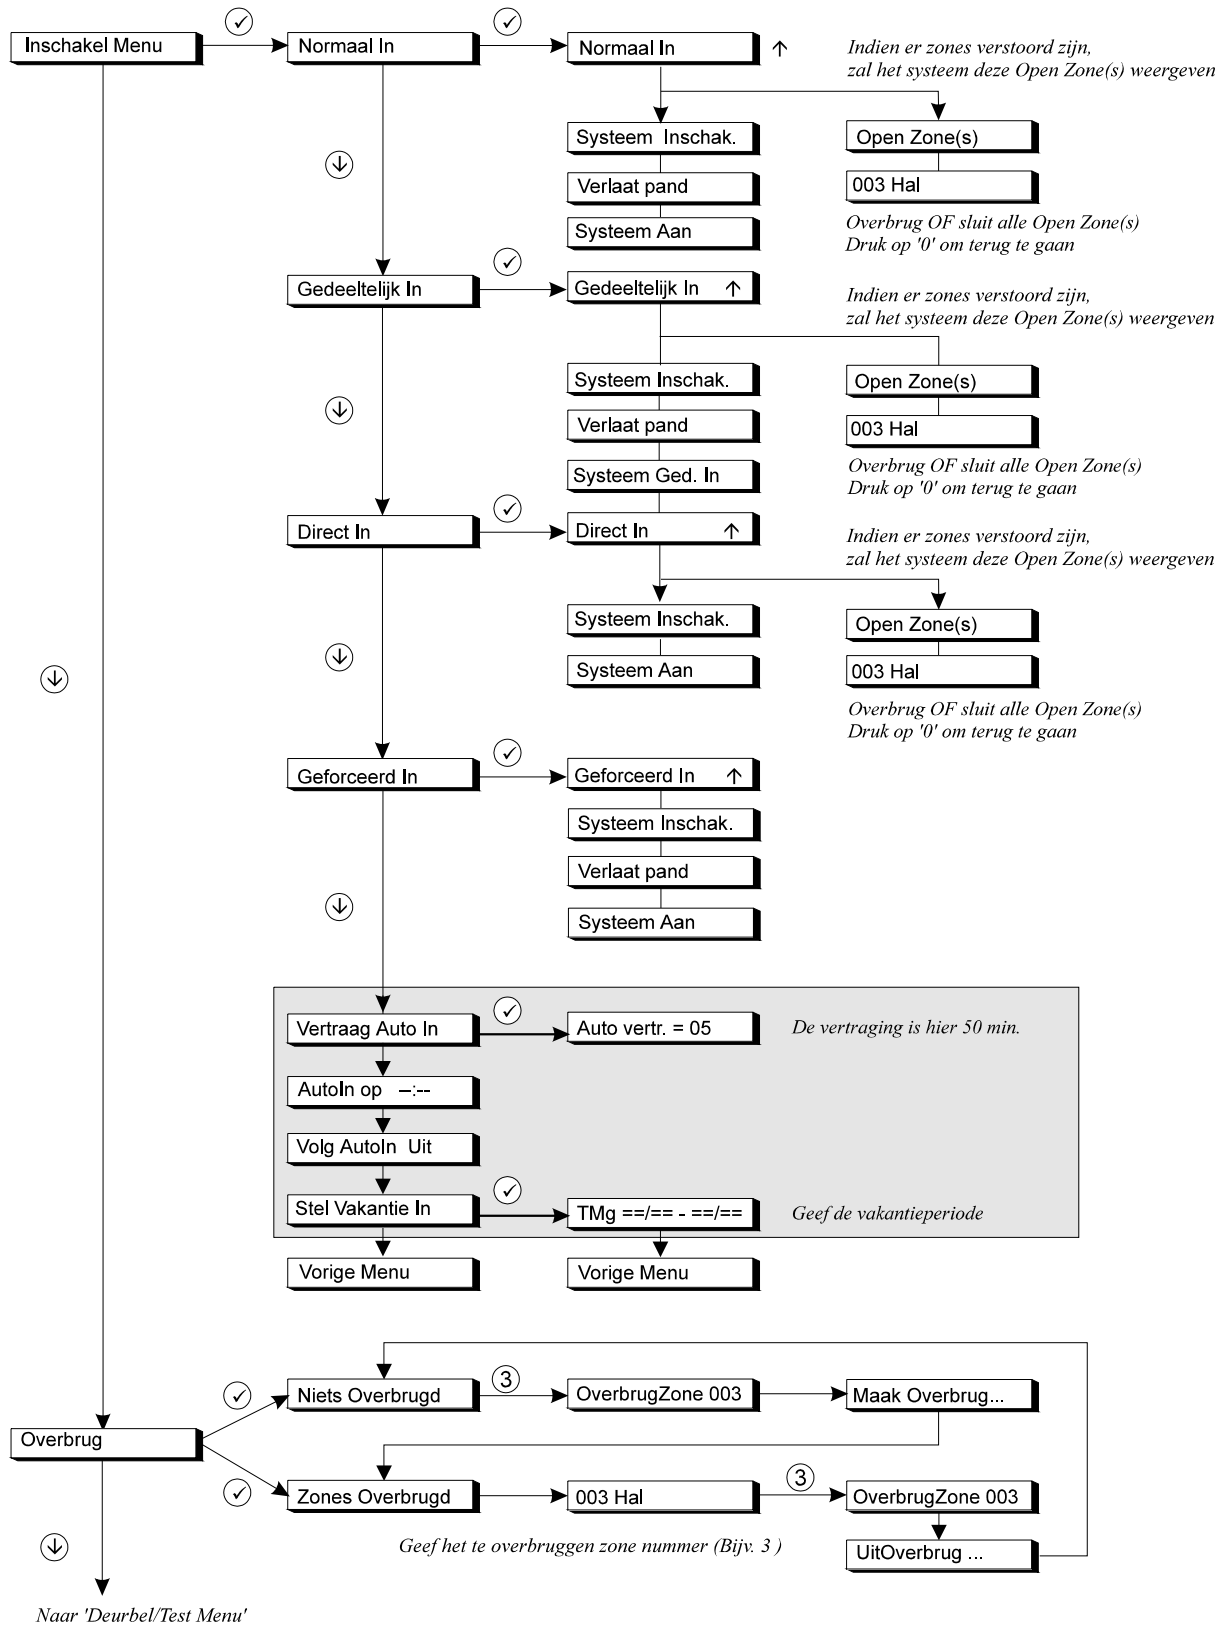 Inschakel Menu
Normaal In
Normaal In ↑
Indien er zones verstoord zijn,
zal het systeem deze Open Zone(s) weergeven
Systeem Inschak.
Open Zone(s)
Verlaat pand
003 Hal
Systeem Aan
Overbrug OF sluit alle Open Zone(s)
Druk op '0' om terug te gaan
Gedeeltelijk In
Gedeeltelijk In ↑
Indien er zones verstoord zijn,
zal het systeem deze Open Zone(s) weergeven
Systeem Inschak.
Open Zone(s)
Verlaat pand
003 Hal
Systeem Ged. In
Overbrug OF sluit alle Open Zone(s)
Druk op '0' om terug te gaan
Direct In
Direct In ↑
Indien er zones verstoord zijn,
zal het systeem deze Open Zone(s) weergeven
Systeem Inschak.
Open Zone(s)
Systeem Aan
003 Hal
Overbrug OF sluit alle Open Zone(s)
Druk op '0' om terug te gaan
Geforceerd In
Geforceerd In ↑
Systeem Inschak.
Verlaat pand
Systeem Aan
Vertraag Auto In
Auto vertr. = 05
De vertraging is hier 50 min.
AutoIn op –:--
Volg AutoIn Uit
Stel Vakantie In
TMg ==/== - ==/==
Geef de vakantieperiode
Vorige Menu
Vorige Menu
Niets Overbrugd
3
OverbrugZone 003
Maak Overbrug...
Overbrug
Zones Overbrugd
003 Hal
3
OverbrugZone 003
Geef het te overbruggen zone nummer (Bijv. 3 )
UitOverbrug ...
Naar 'Deurbel/Test Menu'